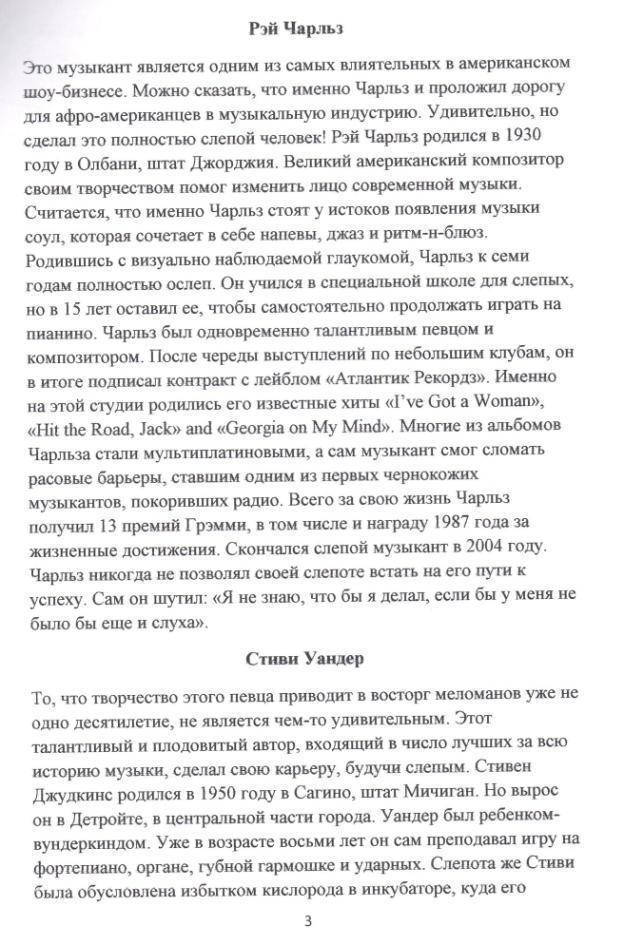 Рэй Чарльз
Это музыкант является одним из самых влиятельных в американском
шоу-бизнесе. Можно сказать, что именно Чарльз и проложил дорогу
для афро-американцев в музыкальную индустрию. Удивительно, но
сделал это полностью слепой человек! Рэй Чарльз родился в 1930
году в Олбани, штат Джорджия. Великий американский композитор
своим творчеством помог изменить лицо современной музыки.
Считается, что именно Чарльз стоят у истоков появления музыки
соул, которая сочетает в себе напевы, джаз и ритм-н-блюз.
Родившись с визуально наблюдаемой глаукомой, Чарльз к семи
годам полностью ослеп. Он учился в специальной школе для слепых,
но в 15 лет оставил ее, чтобы самостоятельно продолжать играть на
пианино. Чарльз был одновременно талантливым певцом и
композитором. После череды выступлений по небольшим клубам, он
в итоге подписал контракт с лейблом «Атлантик Рекордз». Именно
на этой студии родились его известные хиты «I’ve Got a Woman»,
«Hit the Road, Jack» and «Georgia on My Mind». Многие из альбомов
Чарльза стали мультиплатиновыми, а сам музыкант смог сломать
расовые барьеры, ставшим одним из первых чернокожих
музыкантов, покоривших радио. Всего за свою жизнь Чарльз
получил 13 премий Грэмми, в том числе и награду 1987 года за
жизненные достижения. Скончался слепой музыкант в 2004 году.
Чарльз никогда не позволял своей слепоте встать на его пути к
успеху. Сам он шутил: «Я не знаю, что бы я делал, если бы у меня не
было бы еще и слуха».
Стиви Уандер
То, что творчество этого певца приводит в восторг меломанов уже не
одно десятилетие, не является чем-то удивительным. Этот
талантливый и плодовитый автор, входящий в число лучших за всю
историю музыки, сделал свою карьеру, будучи слепым. Стивен
Джудкинс родился в 1950 году в Сагино, штат Мичиган. Но вырос
он в Детройте, в центральной части города. Уандер был ребенком-
вундеркиндом. Уже в возрасте восьми лет он сам преподавал игру на
фортепиано, органе, губной гармошке и ударных. Слепота же Стиви
была обусловлена избытком кислорода в инкубаторе, куда его
3